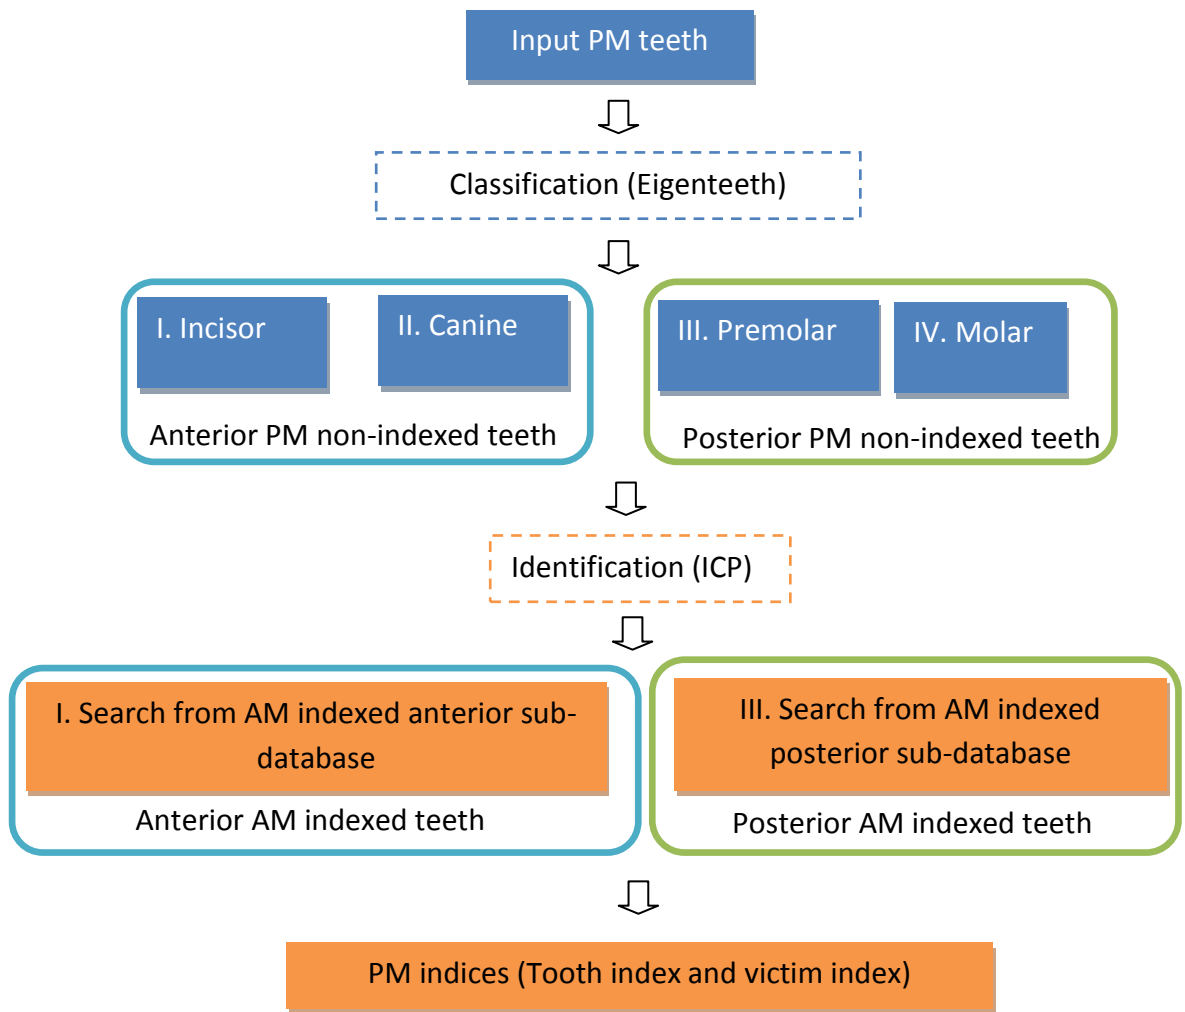 Input PM teeth
Classification (Eigenteeth)
I. Incisor
II. Canine
III. Premolar
IV. Molar
Anterior PM non-indexed teeth
Posterior PM non-indexed teeth
Identification (ICP)
I. Search from AM indexed anterior sub-
database
Anterior AM indexed teeth
III. Search from AM indexed
posterior sub-database
Posterior AM indexed teeth
PM indices (Tooth index and victim index)